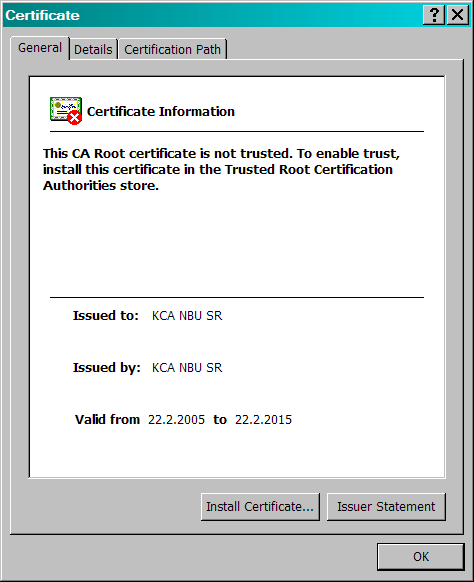 Certificate
General Details Certification Path
Certificate Information
This CA Root certificate is not trusted. To enable trust,
install this certificate in the Trusted Root Certification
Authorities store.
Issued to: KCA NBU SR
Issued by: KCA NBU SR
Valid from 22.2.2005 to 22.2.2015
Install Certificate... Issuer Statement
OK